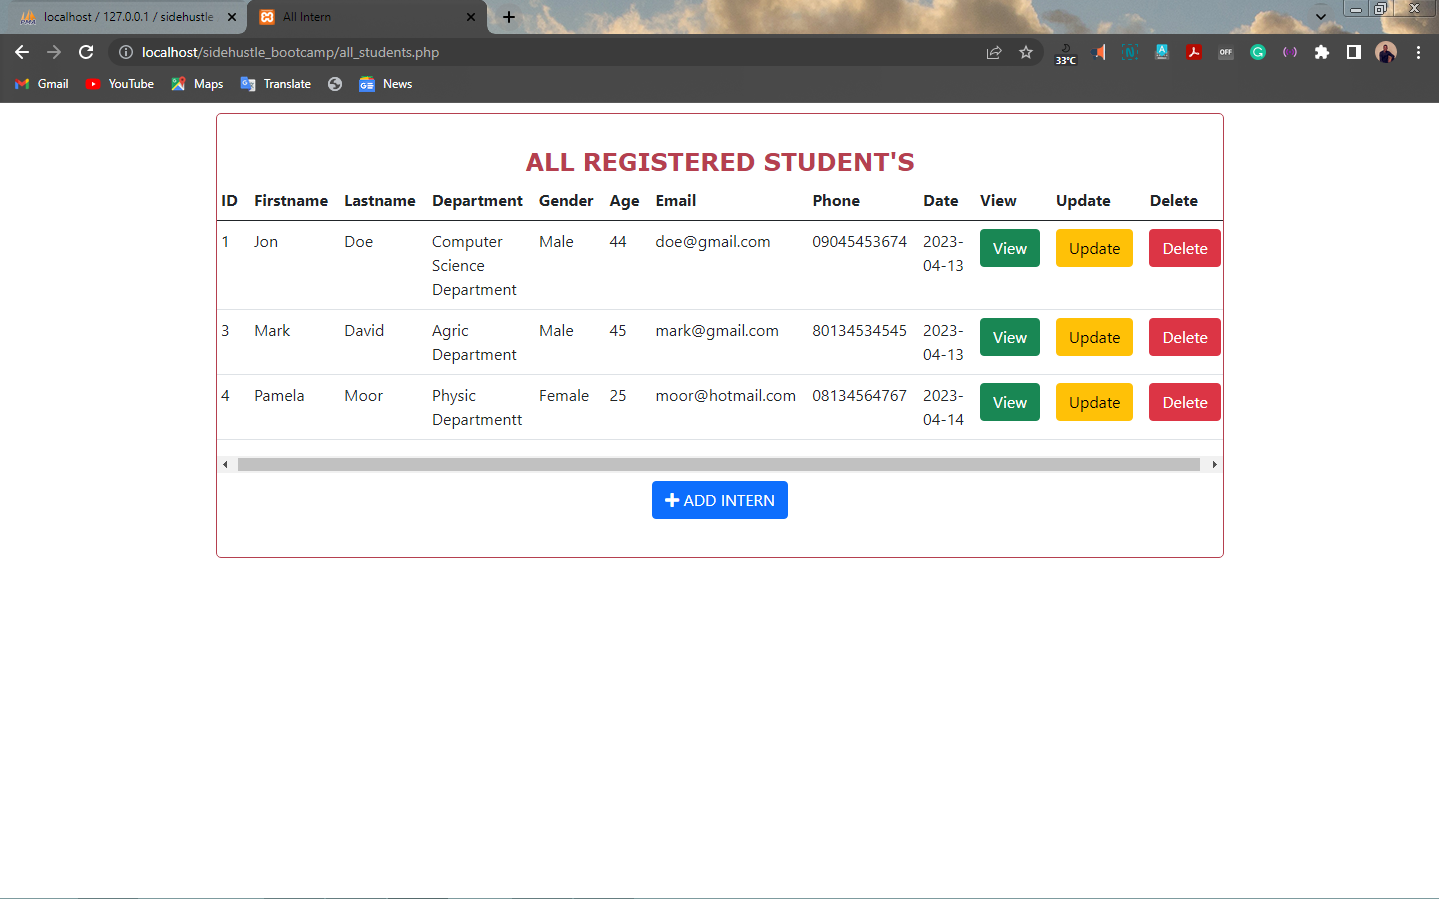 localhost / 127.0.0.1 / sidehustle
All Intern
localhost/sidehustle_bootcamp/all_students.php
33°C
OFF
Gmail YouTube Maps Translate News
ALL REGISTERED STUDENT'S
ID Firstname Lastname Department Gender Age Email Phone Date View Update Delete
1 Jon Doe Computer Male 44 doe@gmail.com 09045453674 2023- View Update Delete
Science 04-13
Department
3 Mark David Agric Male 45 mark@gmail.com 80134534545 2023- View Update Delete
Department 04-13
4 Pamela Moor Physic Female 25 moor@hotmail.com 08134564767 2023- View Update Delete
Departmentt 04-14
ADD INTERN